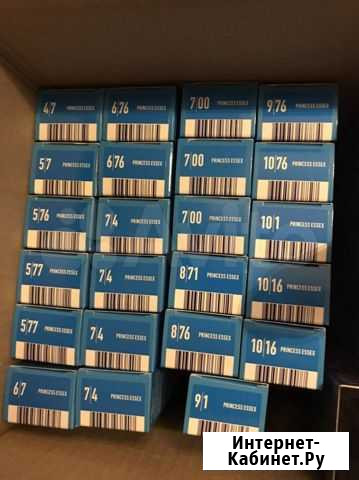 4/7 PRINCESS ESSEX
6/76 PRINCESS ESSEX
7/00 PRINCESS ESSEX
9/76 PRINCESS ESSEX
5/7 PRINCESS ESSEX
6/76 PRINCESS ESSEX
7/00 PRINCESS ESSEX
10/76 PRINCESS ESSEX
5/76 PRINCESS ESSEX
7/4 PRINCESS ESSEX
7/00 PRINCESS ESSEX
10/1 PRINCESS ESSEX
5/77 PRINCESS ESSEX
7/4 PRINCESS ESSEX
8/71 PRINCESS ESSEX
10/16 PRINCESS ESSEX
5/77 PRINCESS ESSEX
7/4 PRINCESS ESSEX
8/76 PRINCESS ESSEX
10/16 PRINCESS ESSEX
6/7 PRINCESS ESSEX
7/4 PRINCESS ESSEX
9/1 PRINCESS ESSEX
Интернет-
Кабинет.Ру